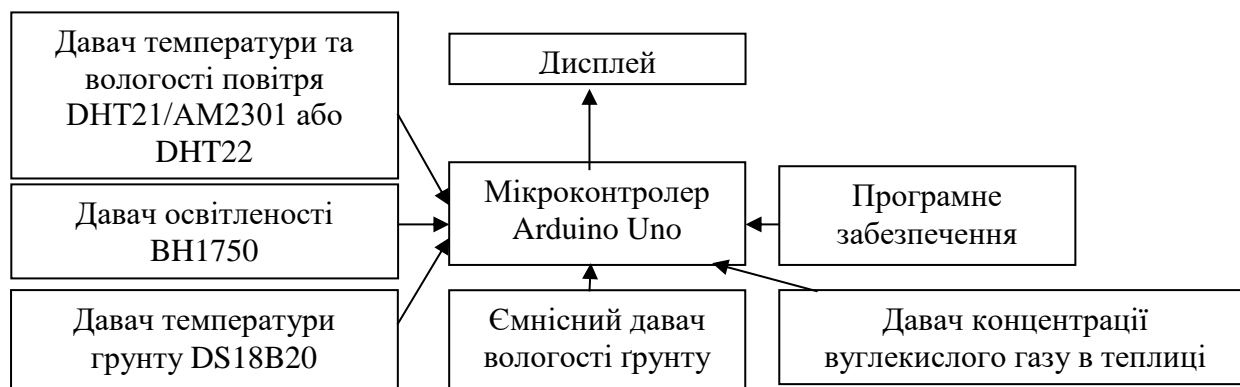 Давач температури та
вологості повітря
DHT21/AM2301 або
DHT22
Дисплей
Давач освітленості
BH1750
Мікроконтролер
Arduino Uno
Програмне
забезпечення
Давач температури
грунту DS18B20
Ємнісний давач
вологості ґрунту
Давач концентрації
вуглекислого газу в теплиці